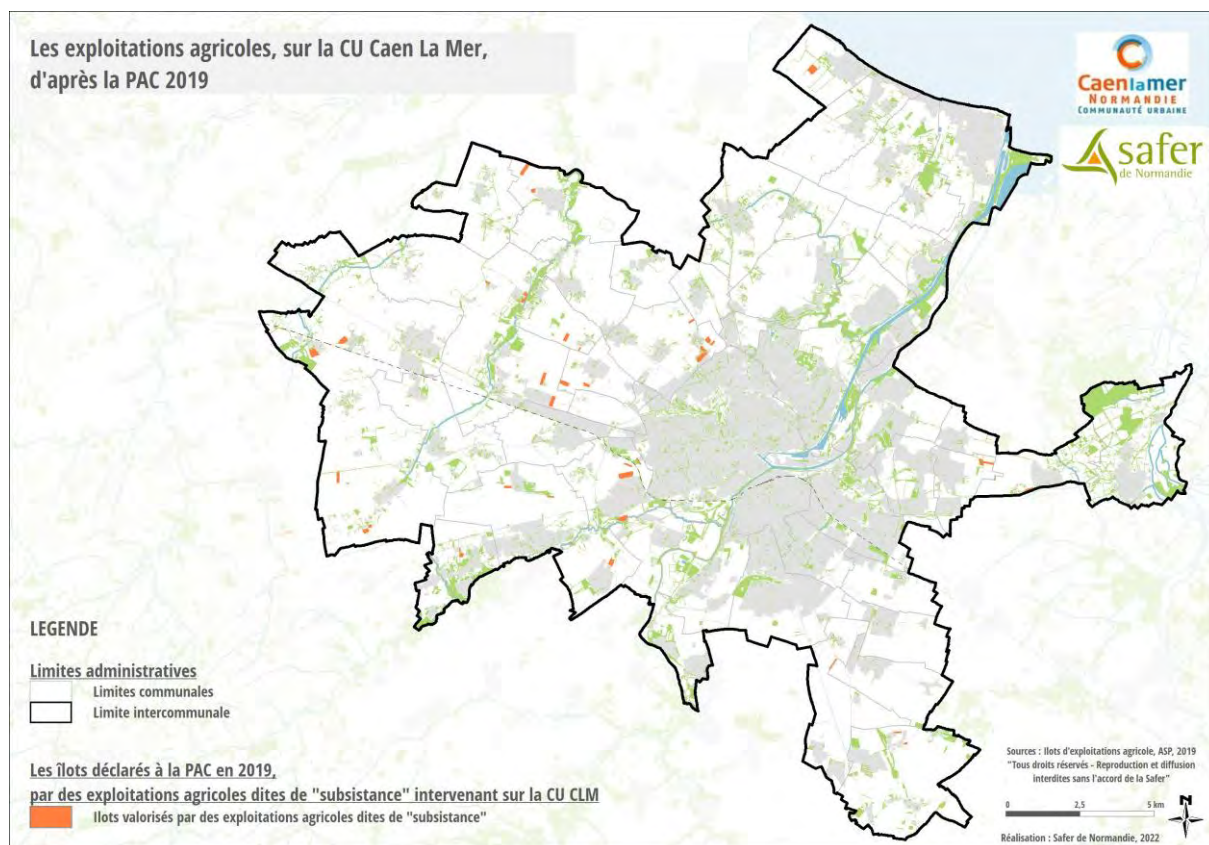 Les exploitations agricoles, sur la CU Caen La Mer,
d'après la PAC 2019
Caenlamer
NORMANDIE
COMMUNAUTÉ URBAINE
safer
de Normandie
LEGENDE
Limites administratives
Limites communales
Limite intercommunale
Les îlots déclarés à la PAC en 2019,
par des exploitations agricoles dites de "subsistance" intervenant sur la CU CLM
Ilots valorisés par des exploitations agricoles dites de "subsistance"
Sources : Ilots d'exploitations agricole, ASP, 2019
"Tous droits réservés - Reproduction et diffusion
interdites sans l'accord de la Safer"
0 2,5 5 km
N
Réalisation : Safer de Normandie, 2022